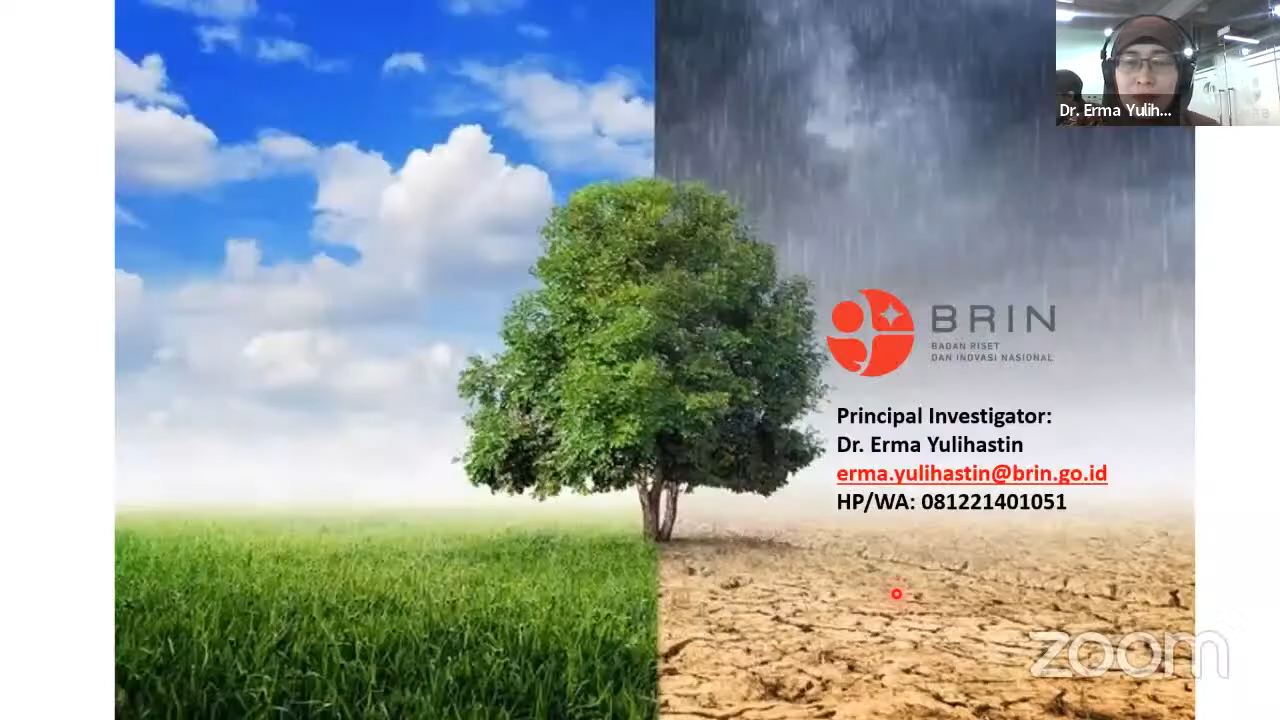 Dr. Erma Yulih...
BRIN
BADAN RISET
DAN INOVASI NASIONAL
Principal Investigator:
Dr. Erma Yulihastin
erma.yulihastin@brin.go.id
HP/WA: 081221401051
zoom